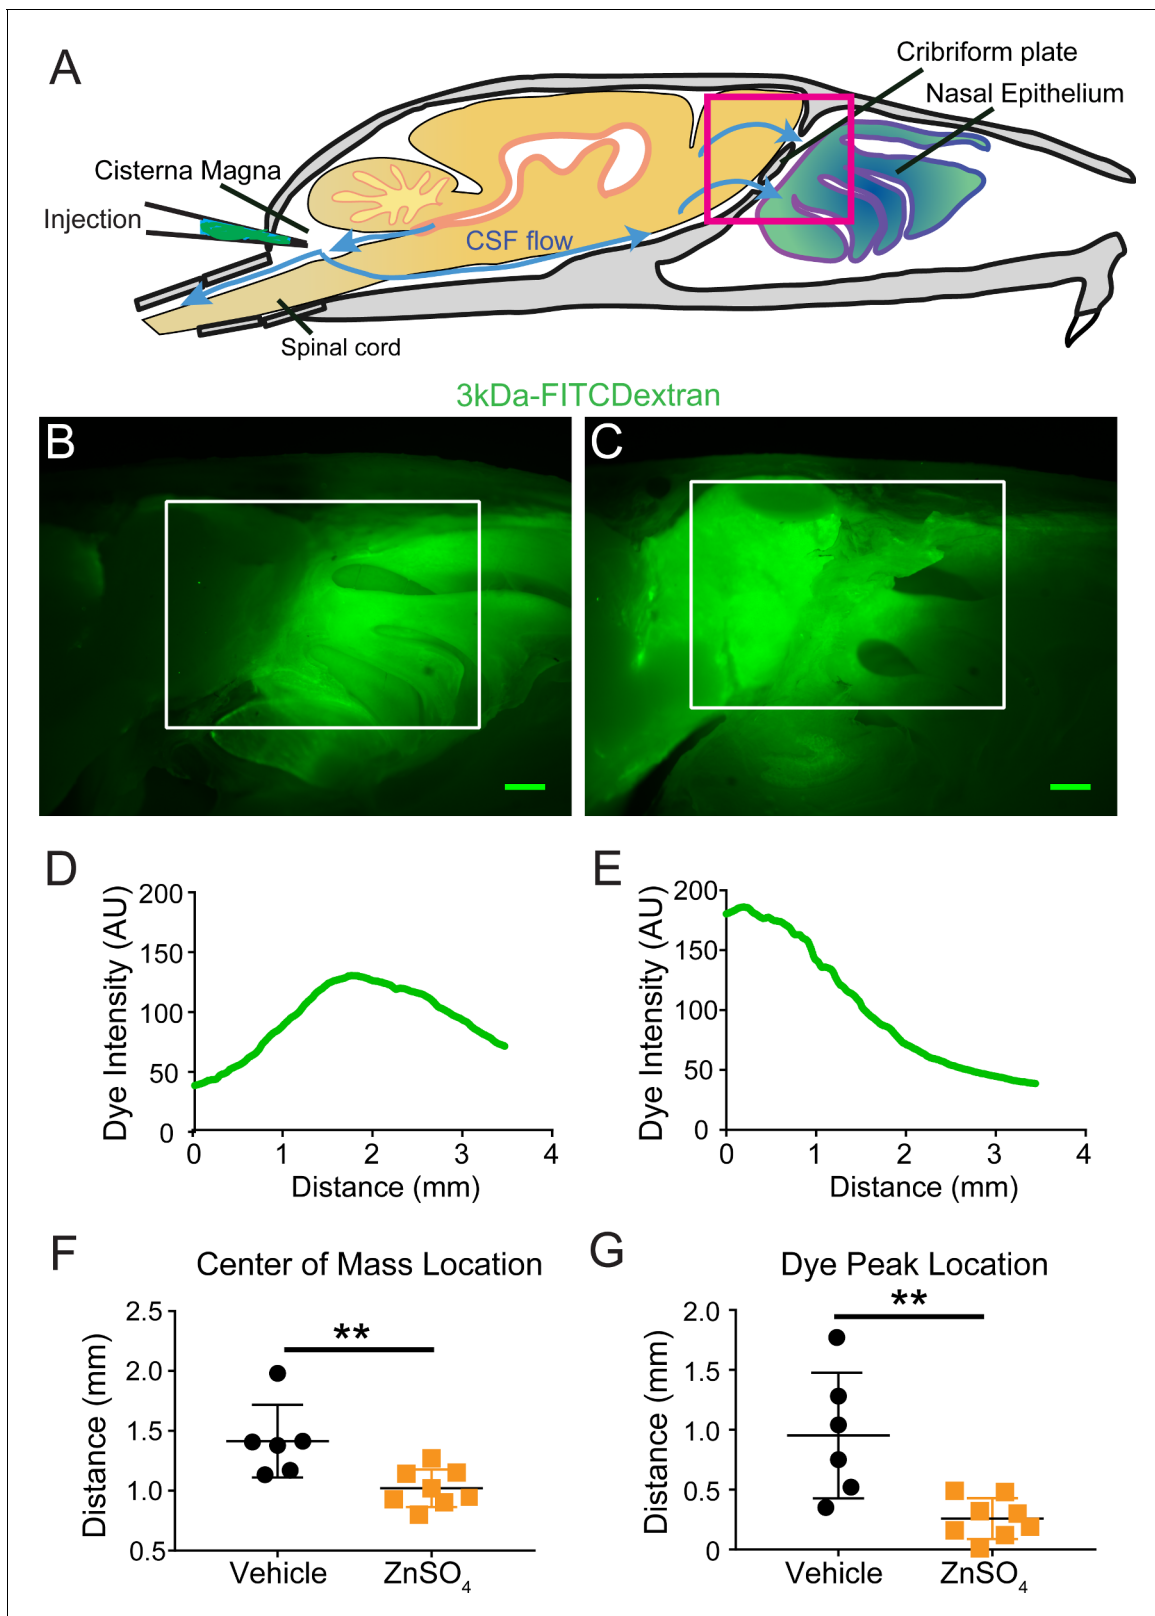 A
Cribriform plate
Nasal Epithelium
Cisterna Magna
Injection
CSF flow
Spinal cord
3kDa-FITCDextran
B
C
D
Dye Intensity (AU)
200
150
100
50
0
0 1 2 3 4
Distance (mm)
E
Dye Intensity (AU)
200
150
100
50
0
0 1 2 3 4
Distance (mm)
F
Center of Mass Location
Distance (mm)
2.5
2.0
1.5
1.0
0.5
**
Vehicle ZnSO4
G
Dye Peak Location
Distance (mm)
2.0
1.5
1.0
0.5
0
**
Vehicle ZnSO4